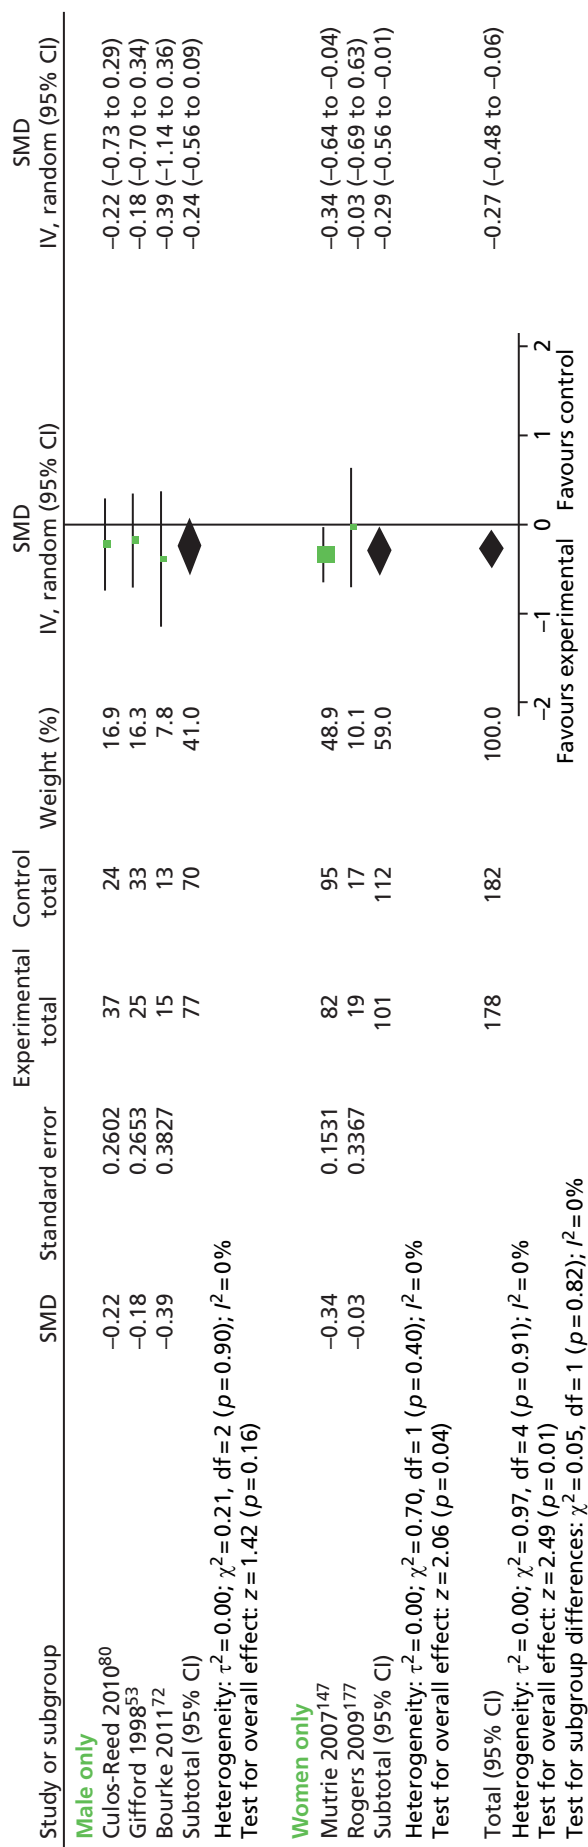 Study or subgroup SMD Standard error Experimental total Control total Weight (%) SMD IV, random (95% CI) SMD IV, random (95% CI)
Male only
Culos-Reed 2010⁸⁰ −0.22 0.2602 37 24 16.9 −0.22 (−0.73 to 0.29)
Gifford 1998⁵³ −0.18 0.2653 25 33 16.3 −0.18 (−0.70 to 0.34)
Bourke 2011⁷² −0.39 0.3827 15 13 7.8 −0.39 (−1.14 to 0.36)
Subtotal (95% CI) 77 70 41.0 −0.24 (−0.56 to 0.09)
Heterogeneity: τ²=0.00; χ²=0.21, df=2 (p=0.90); I²=0%
Test for overall effect: z=1.42 (p=0.16)
Women only
Mutrie 2007¹⁴⁷ −0.34 0.1531 82 95 48.9 −0.34 (−0.64 to −0.04)
Rogers 2009¹⁷⁷ −0.03 0.3367 19 17 10.1 −0.03 (−0.69 to 0.63)
Subtotal (95% CI) 101 112 59.0 −0.29 (−0.56 to −0.01)
Heterogeneity: τ²=0.00; χ²=0.70, df=1 (p=0.40); I²=0%
Test for overall effect: z=2.06 (p=0.04)
Total (95% CI) 178 182 100.0 −0.27 (−0.48 to −0.06)
Heterogeneity: τ²=0.00; χ²=0.97, df=4 (p=0.91); I²=0%
Test for overall effect: z=2.49 (p=0.01)
Test for subgroup differences: χ²=0.05, df=1 (p=0.82); I²=0%
−2 −1 0 1 2
Favours experimental Favours control